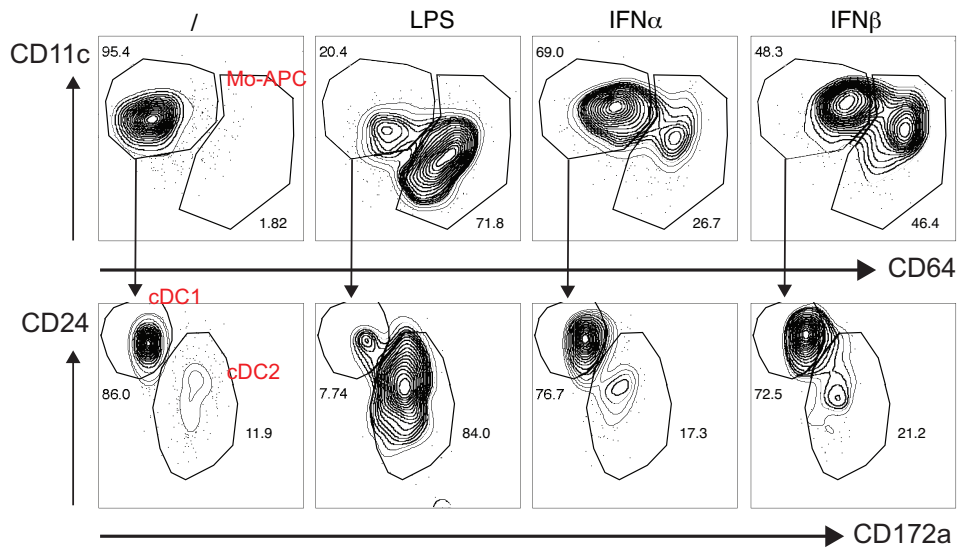 / LPS IFNα IFNβ
CD11c
95.4 20.4 69.0 48.3
Mo-APC
1.82 71.8 26.7 46.4
CD64
cDC1
CD24
cDC2
86.0 7.74 76.7 72.5
11.9 84.0 17.3 21.2
CD172a